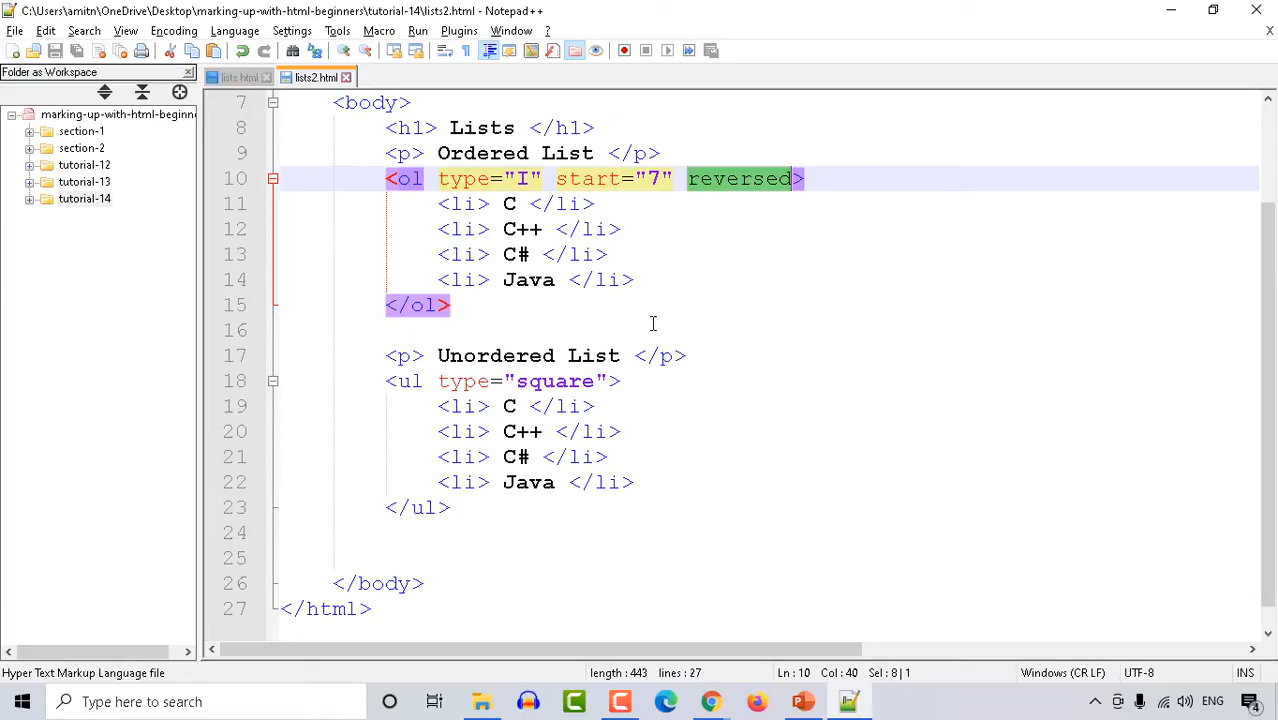 C:\Users\amitn\OneDrive\Desktop\marking-up-with-html-beginners\tutorial-14\lists2.html - Notepad++
File Edit Search View Encoding Language Settings Tools Macro Run Plugins Window ? X
Folder as Workspace
lists.html lists2.html
marking-up-with-html-beginne
section-1
section-2
tutorial-12
tutorial-13
tutorial-14
7 <body>
8 <h1> Lists </h1>
9 <p> Ordered List </p>
10 <ol type="I" start="7" reversed>
11 <li> C </li>
12 <li> C++ </li>
13 <li> C# </li>
14 <li> Java </li>
15 </ol>
16
17 <p> Unordered List </p>
18 <ul type="square">
19 <li> C </li>
20 <li> C++ </li>
21 <li> C# </li>
22 <li> Java </li>
23 </ul>
24
25
26 </body>
27 </html>
Hyper Text Markup Language file length : 443 lines : 27 Ln : 10 Col : 40 Sel : 8 | 1 Windows (CR LF) UTF-8 INS
Type here to search ENG 4